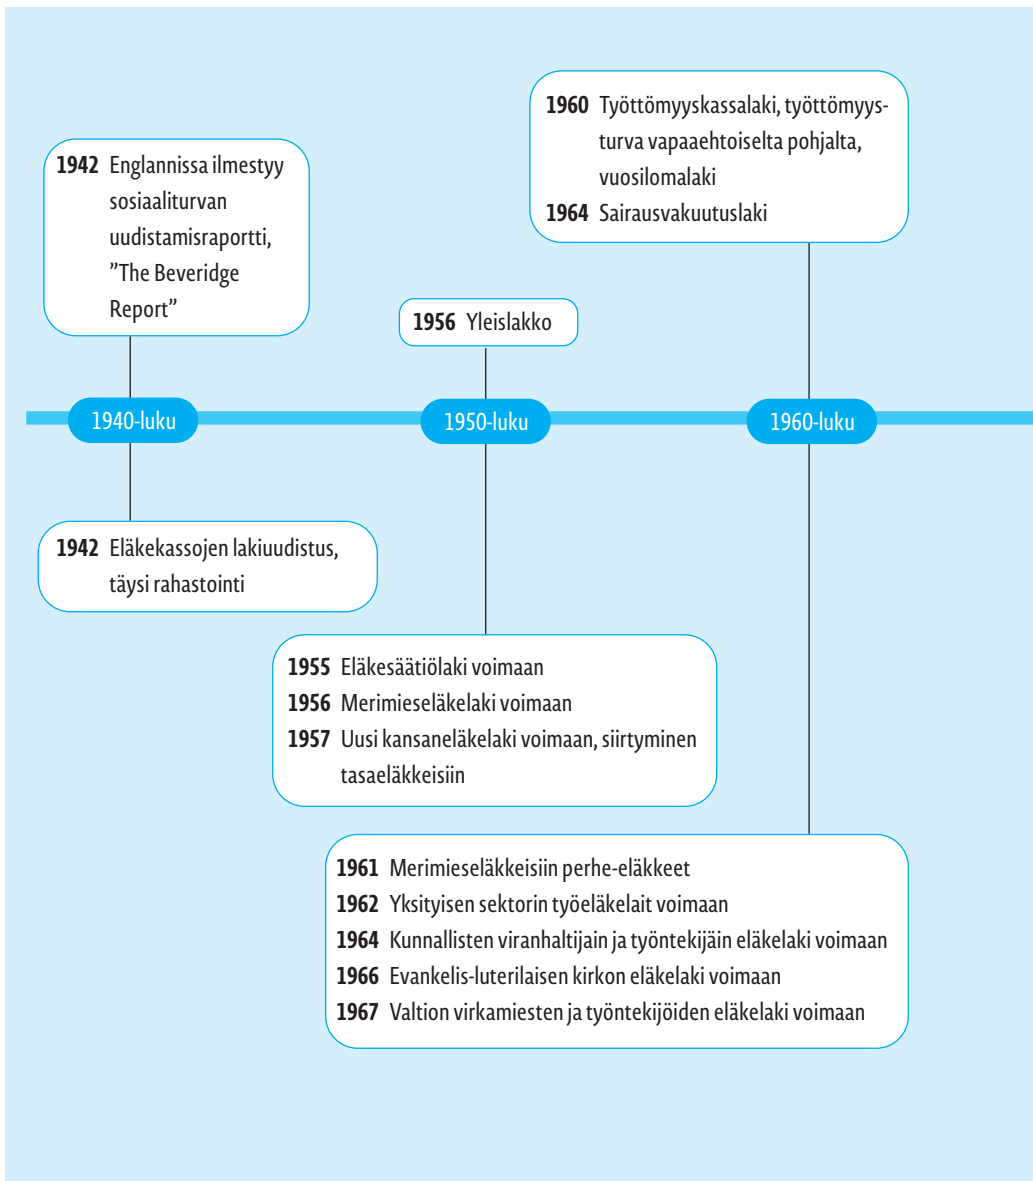 1942 Englannissa ilmestyy
sosiaaliturvan
uudistamisraportti,
”The Beveridge
Report”
1956 Yleislakko
1960 Työttömyyskassalaki, työttömyys-
turva vapaaehtoiselta pohjalta,
vuosilomalaki
1964 Sairausvakuutuslaki
1940-luku
1950-luku
1960-luku
1942 Eläkekassojen lakiuudistus,
täysi rahastointi
1955 Eläkesäätiölaki voimaan
1956 Merimieseläkelaki voimaan
1957 Uusi kansaneläkelaki voimaan, siirtyminen
tasaeläkkeisiin
1961 Merimieseläkkeisiin perhe-eläkkeet
1962 Yksityisen sektorin työeläkelait voimaan
1964 Kunnallisten viranhaltijain ja työntekijäin eläkelaki voimaan
1966 Evankelis-luterilaisen kirkon eläkelaki voimaan
1967 Valtion virkamiesten ja työntekijöiden eläkelaki voimaan